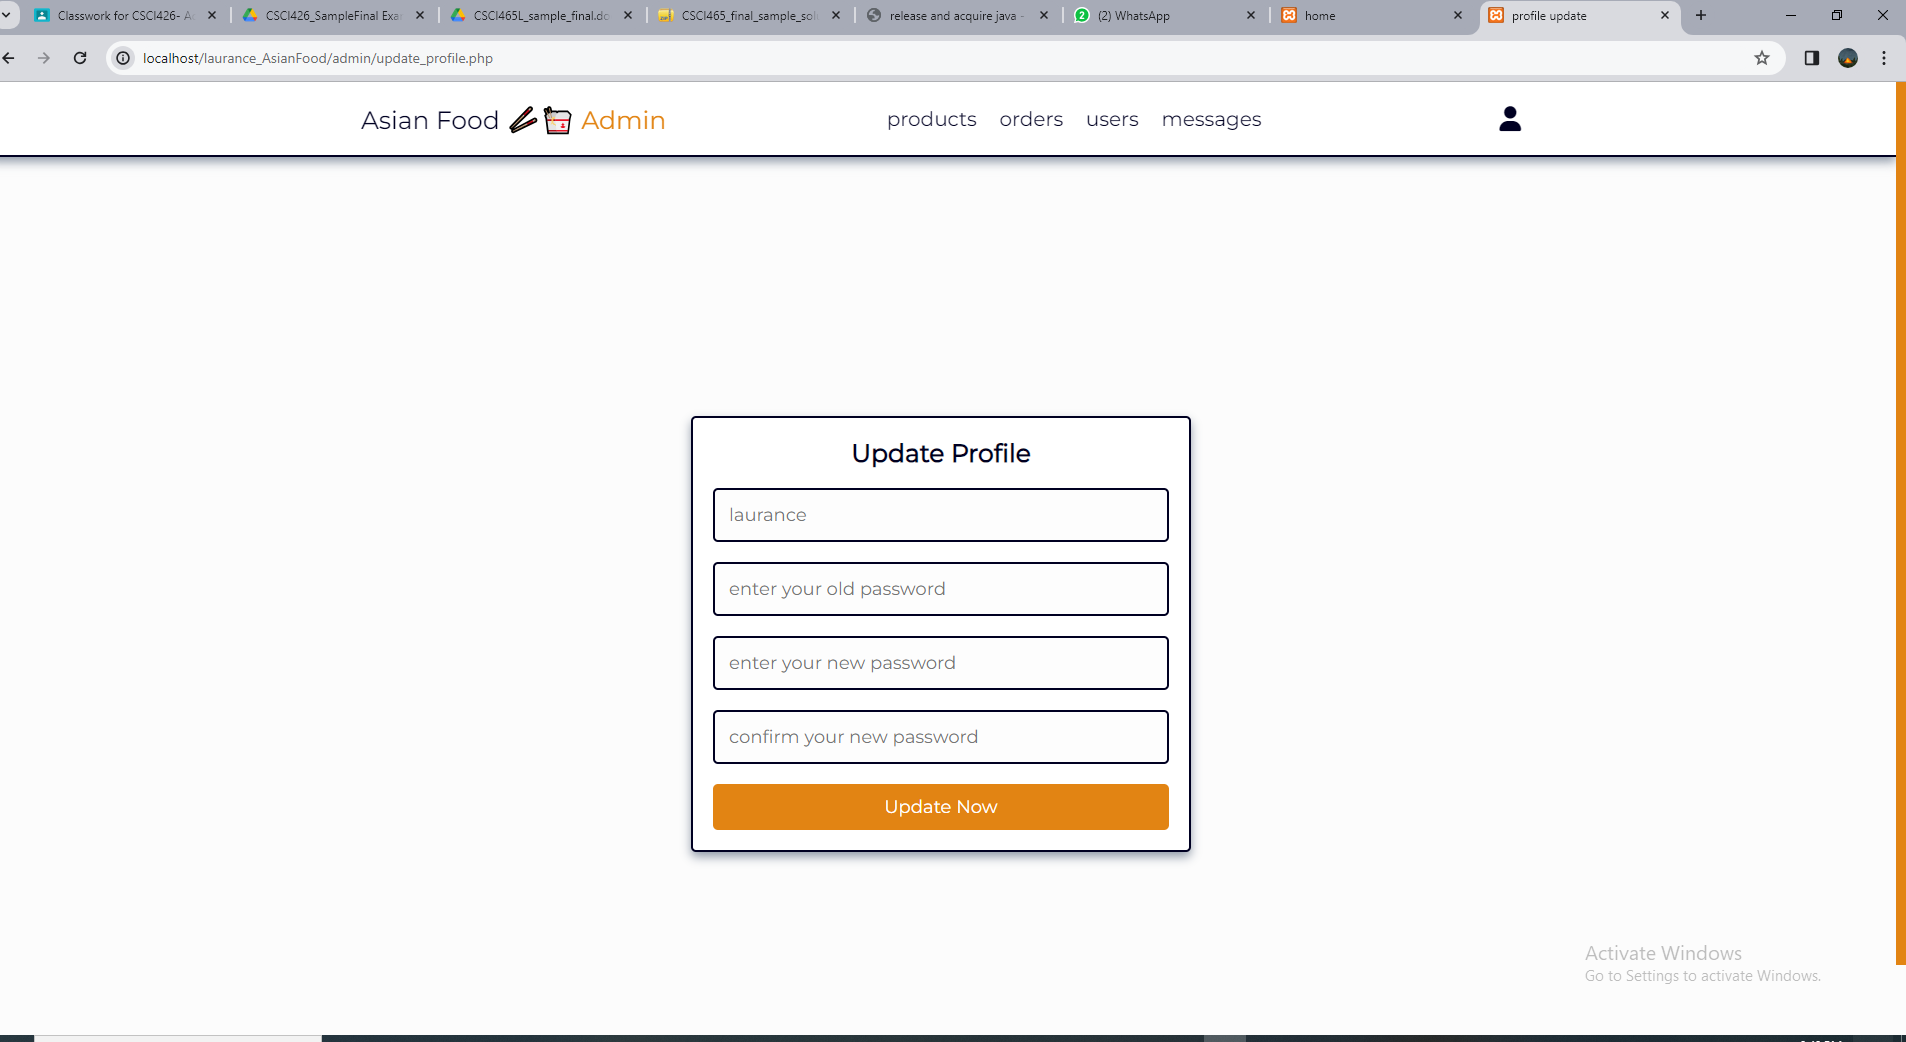 Classwork for CSCI426- A
CSCI426_SampleFinal Exa
CSCI465L_sample_final.do
CSCI465_final_sample_sol
release and acquire java -
(2) WhatsApp
home
profile update
localhost/laurance_AsianFood/admin/update_profile.php
Asian Food Admin
products orders users messages
Update Profile
laurance
enter your old password
enter your new password
confirm your new password
Update Now
Activate Windows
Go to Settings to activate Windows.